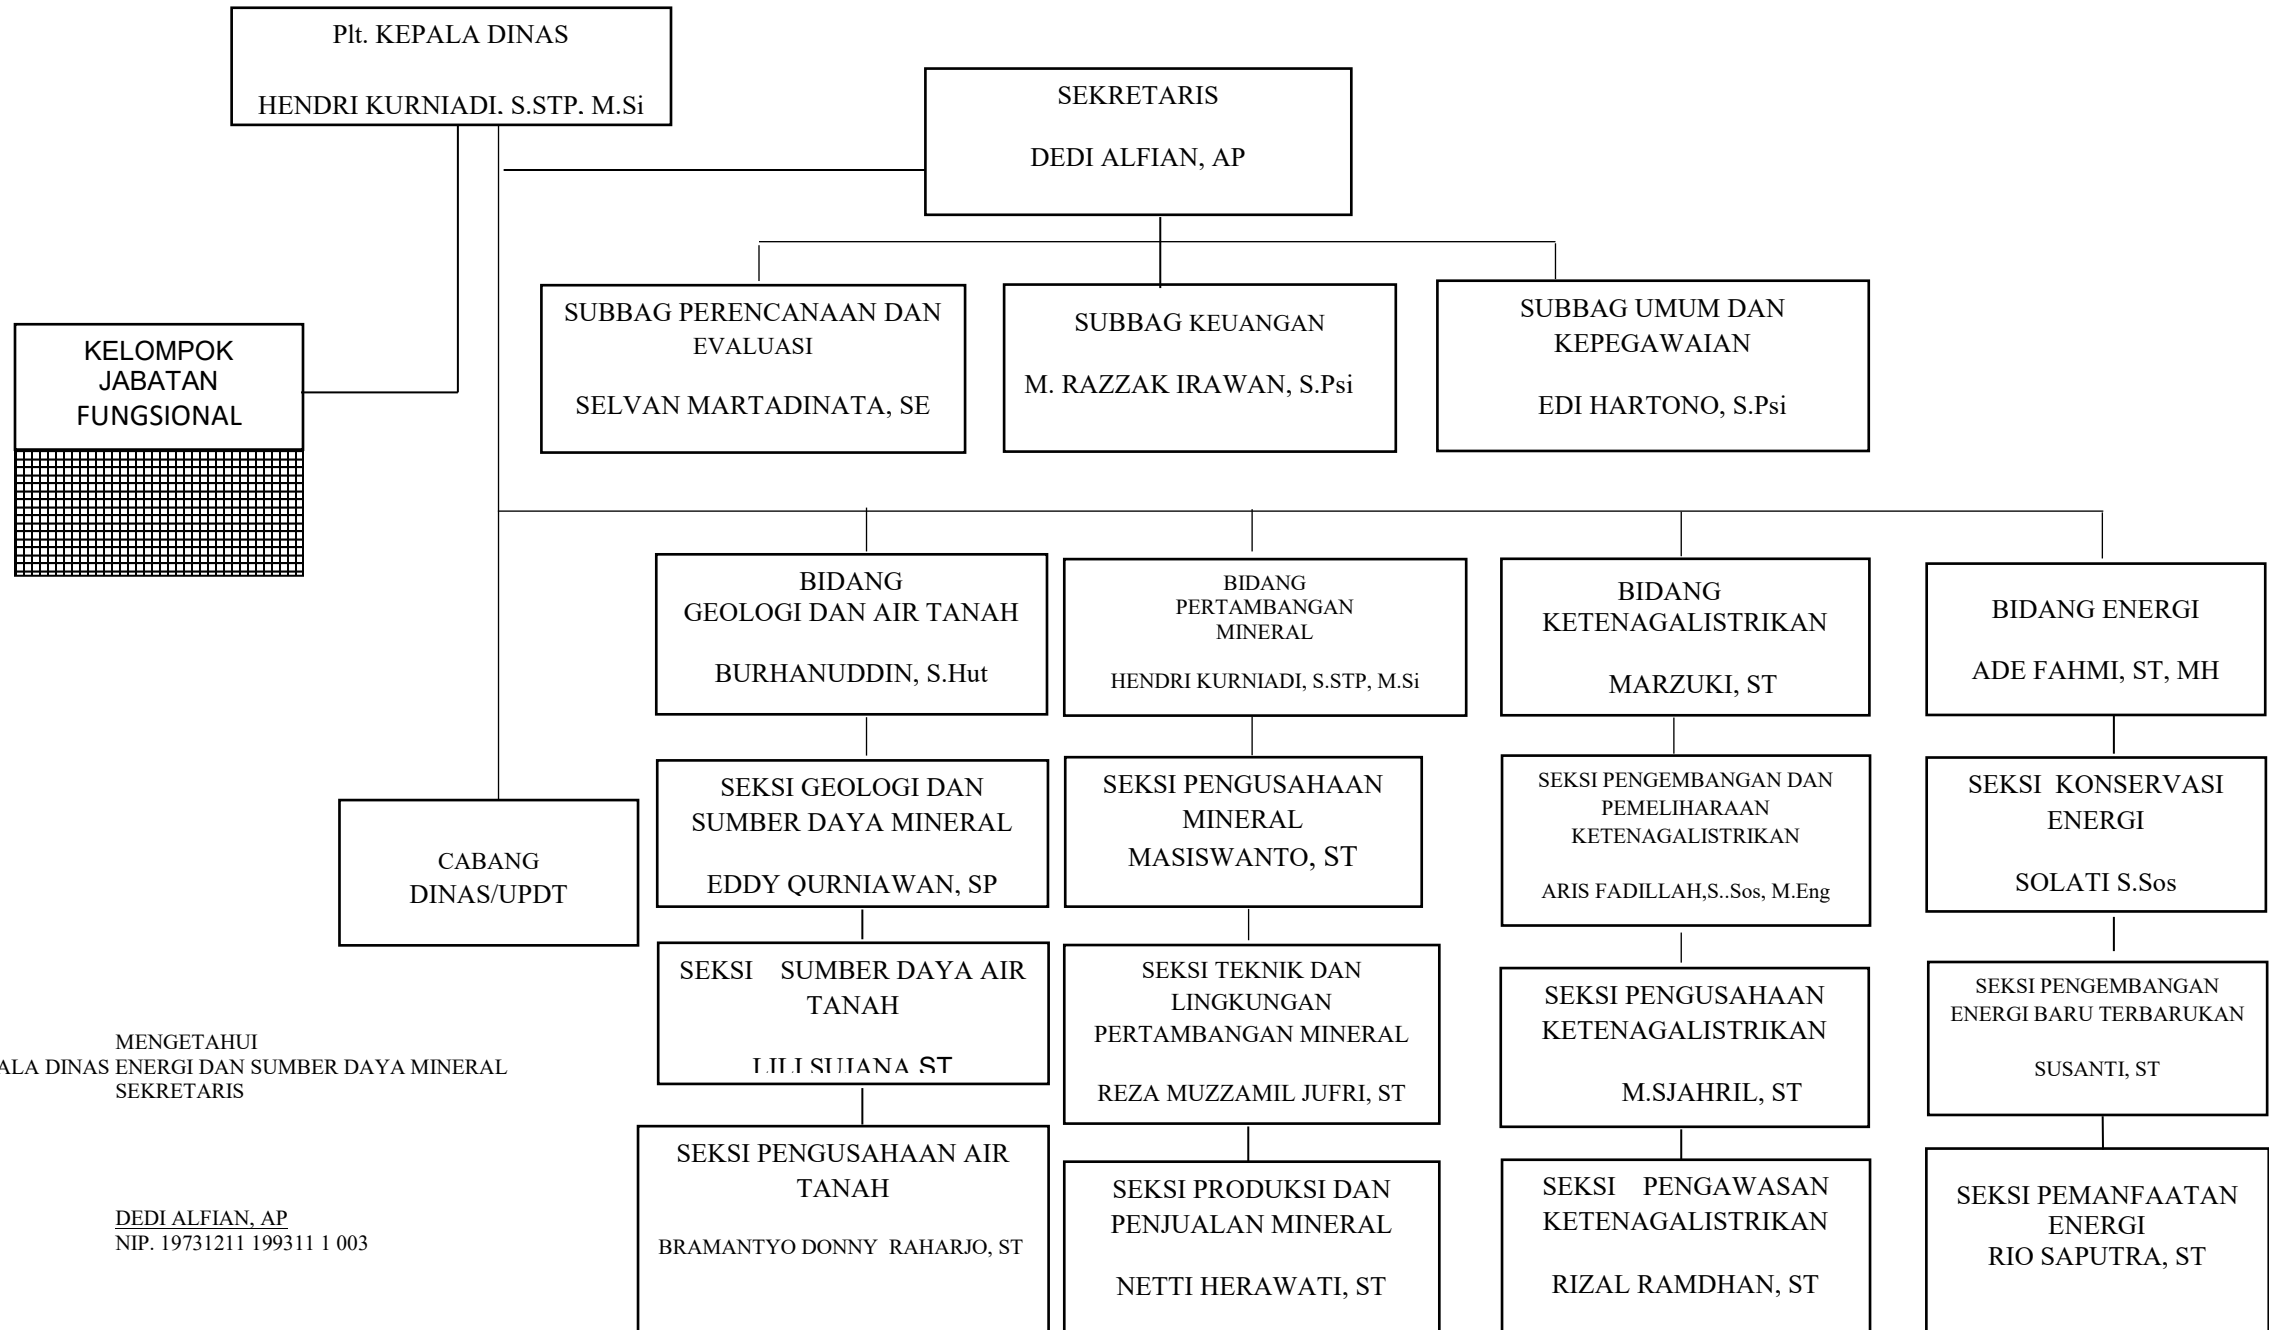 Plt. KEPALA DINAS
HENDRI KURNIADI, S.STP, M.Si
SEKRETARIS
DEDI ALFIAN, AP
SUBBAG PERENCANAAN DAN
EVALUASI
SELVAN MARTADINATA, SE
SUBBAG KEUANGAN
M. RAZZAK IRAWAN, S.Psi
SUBBAG UMUM DAN
KEPEGAWAIAN
EDI HARTONO, S.Psi
KELOMPOK
JABATAN
FUNGSIONAL
BIDANG
GEOLOGI DAN AIR TANAH
BURHANUDDIN, S.Hut
BIDANG
PERTAMBANGAN
MINERAL
HENDRI KURNIADI, S.STP, M.Si
BIDANG
KETENAGALISTRIKAN
MARZUKI, ST
BIDANG ENERGI
ADE FAHMI, ST, MH
CABANG
DINAS/UPDT
SEKSI GEOLOGI DAN
SUMBER DAYA MINERAL
EDDY QURNIAWAN, SP
SEKSI PENGUSAHAAN
MINERAL
MASISWANTO, ST
SEKSI PENGEMBANGAN DAN
PEMELIHARAAN
KETENAGALISTRIKAN
ARIS FADILLAH,S..Sos, M.Eng
SEKSI KONSERVASI
ENERGI
SOLATI S.Sos
SEKSI SUMBER DAYA AIR
TANAH
LILI SUJANA ST
SEKSI TEKNIK DAN
LINGKUNGAN
PERTAMBANGAN MINERAL
REZA MUZZAMIL JUFRI, ST
SEKSI PENGUSAHAAN
KETENAGALISTRIKAN
M.SJAHRIL, ST
SEKSI PENGEMBANGAN
ENERGI BARU TERBARUKAN
SUSANTI, ST
SEKSI PENGUSAHAAN AIR
TANAH
BRAMANTYO DONNY RAHARJO, ST
SEKSI PRODUKSI DAN
PENJUALAN MINERAL
NETTI HERAWATI, ST
SEKSI PENGAWASAN
KETENAGALISTRIKAN
RIZAL RAMDHAN, ST
SEKSI PEMANFAATAN
ENERGI
RIO SAPUTRA, ST
MENGETAHUI
ALA DINAS ENERGI DAN SUMBER DAYA MINERAL
SEKRETARIS
DEDI ALFIAN, AP
NIP. 19731211 199311 1 003